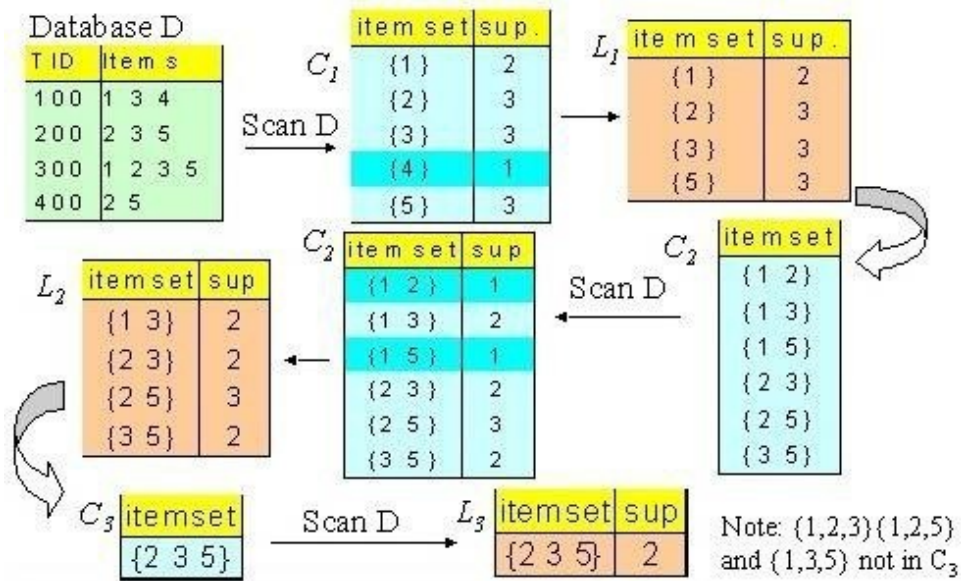 Database D
TID Items
100 1 3 4
200 2 3 5
300 1 2 3 5
400 2 5
Scan D
C1
itemset sup.
{1} 2
{2} 3
{3} 3
{4} 1
{5} 3
L1
itemset sup.
{1} 2
{2} 3
{3} 3
{5} 3
C2
itemset
{1 2}
{1 3}
{1 5}
{2 3}
{2 5}
{3 5}
Scan D
C2
itemset sup
{1 2} 1
{1 3} 2
{1 5} 1
{2 3} 2
{2 5} 3
{3 5} 2
L2
itemset sup
{1 3} 2
{2 3} 2
{2 5} 3
{3 5} 2
C3
itemset
{2 3 5}
Scan D
L3
itemset sup
{2 3 5} 2
Note: {1,2,3}{1,2,5}
and {1,3,5} not in C3